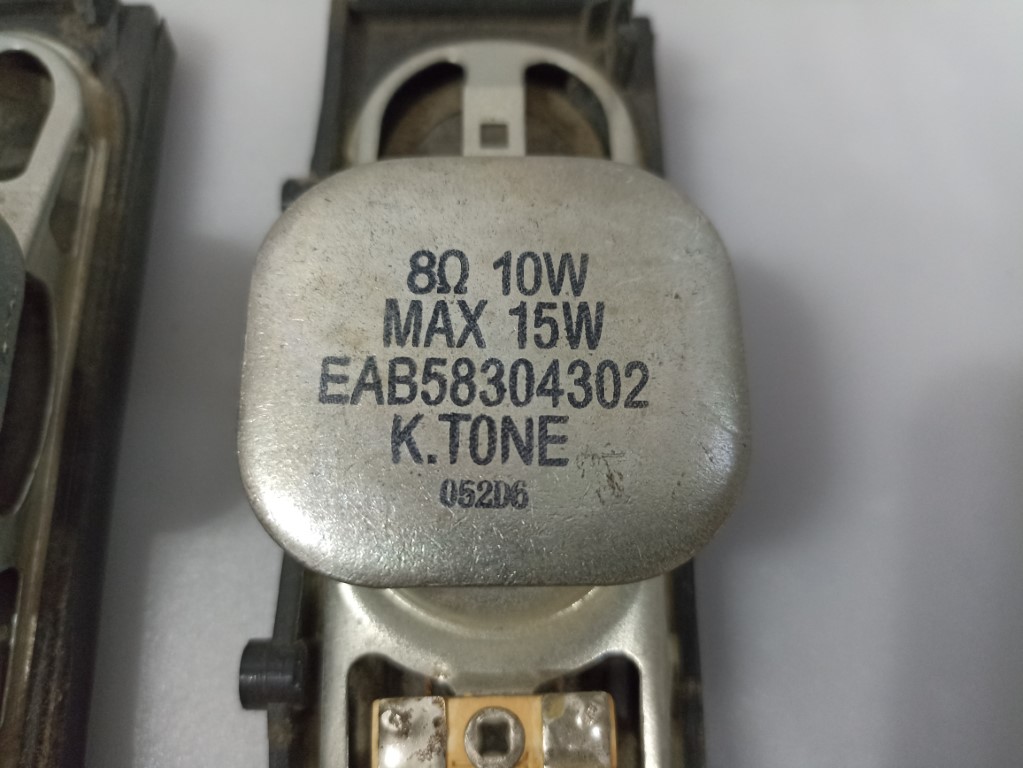 8Ω 10W
MAX 15W
EAB58304302
K.TONE
052D6